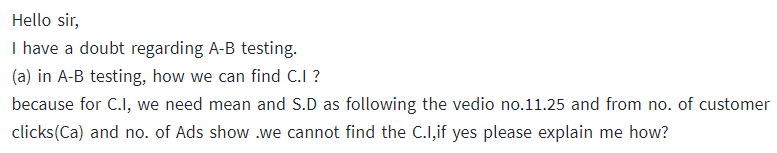 Hello sir,
I have a doubt regarding A-B testing.
(a) in A-B testing, how we can find C.I ?
because for C.I, we need mean and S.D as following the vedio no.11.25 and from no. of customer
clicks(Ca) and no. of Ads show .we cannot find the C.I,if yes please explain me how?